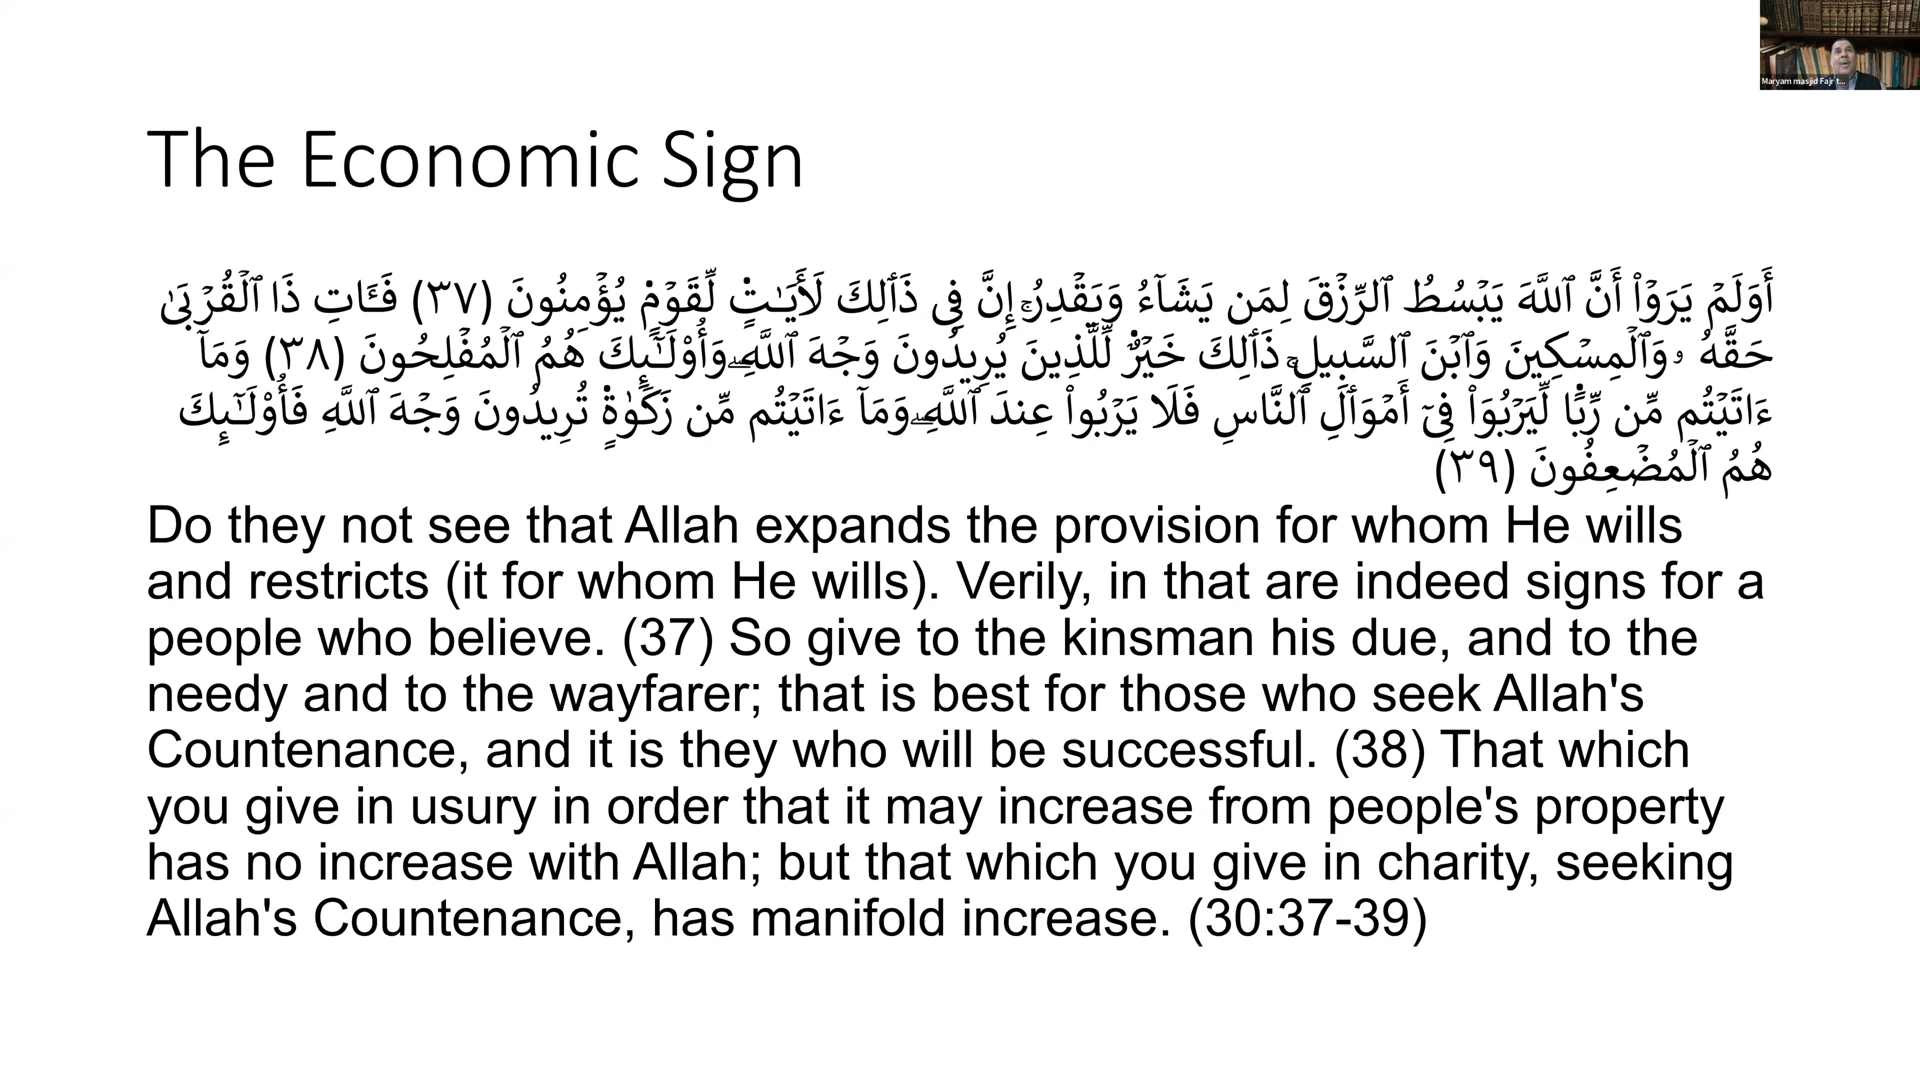 Maryam masjid Fajr t...
The Economic Sign
أَوَلَمْ يَرَوْا۟ أَنَّ ٱللَّهَ يَبْسُطُ ٱلرِّزْقَ لِمَن يَشَآءُ وَيَقْدِرُ ۚ إِنَّ فِى ذَٲلِكَ لَأَيَـٰتٍ لِّقَوْمٍ يُؤْمِنُونَ (٣٧) فَـَٔاتِ ذَا ٱلْقُرْبَىٰ
حَقَّهُ ۥ وَٱلْمِسْكِينَ وَٱبْنَ ٱلسَّبِيلِ ۚ ذَٲلِكَ خَيْرٌ لِّلَّذِينَ يُرِيدُونَ وَجْهَ ٱللَّهِ ۖ وَأُوْلَـٰٓئِكَ هُمُ ٱلْمُفْلِحُونَ (٣٨) وَمَآ
ءَاتَيْتُم مِّن رِّبًا لِّيَرْبُوَا۟ فِىٓ أَمْوَٲلِ ٱلنَّاسِ فَلَا يَرْبُوا۟ عِندَ ٱللَّهِ ۖ وَمَآ ءَاتَيْتُم مِّن زَكَوٰةٍ تُرِيدُونَ وَجْهَ ٱللَّهِ فَأُوْلَـٰٓئِكَ
هُمُ ٱلْمُضْعِفُونَ (٣٩)
Do they not see that Allah expands the provision for whom He wills
and restricts (it for whom He wills). Verily, in that are indeed signs for a
people who believe. (37) So give to the kinsman his due, and to the
needy and to the wayfarer; that is best for those who seek Allah's
Countenance, and it is they who will be successful. (38) That which
you give in usury in order that it may increase from people's property
has no increase with Allah; but that which you give in charity, seeking
Allah's Countenance, has manifold increase. (30:37-39)